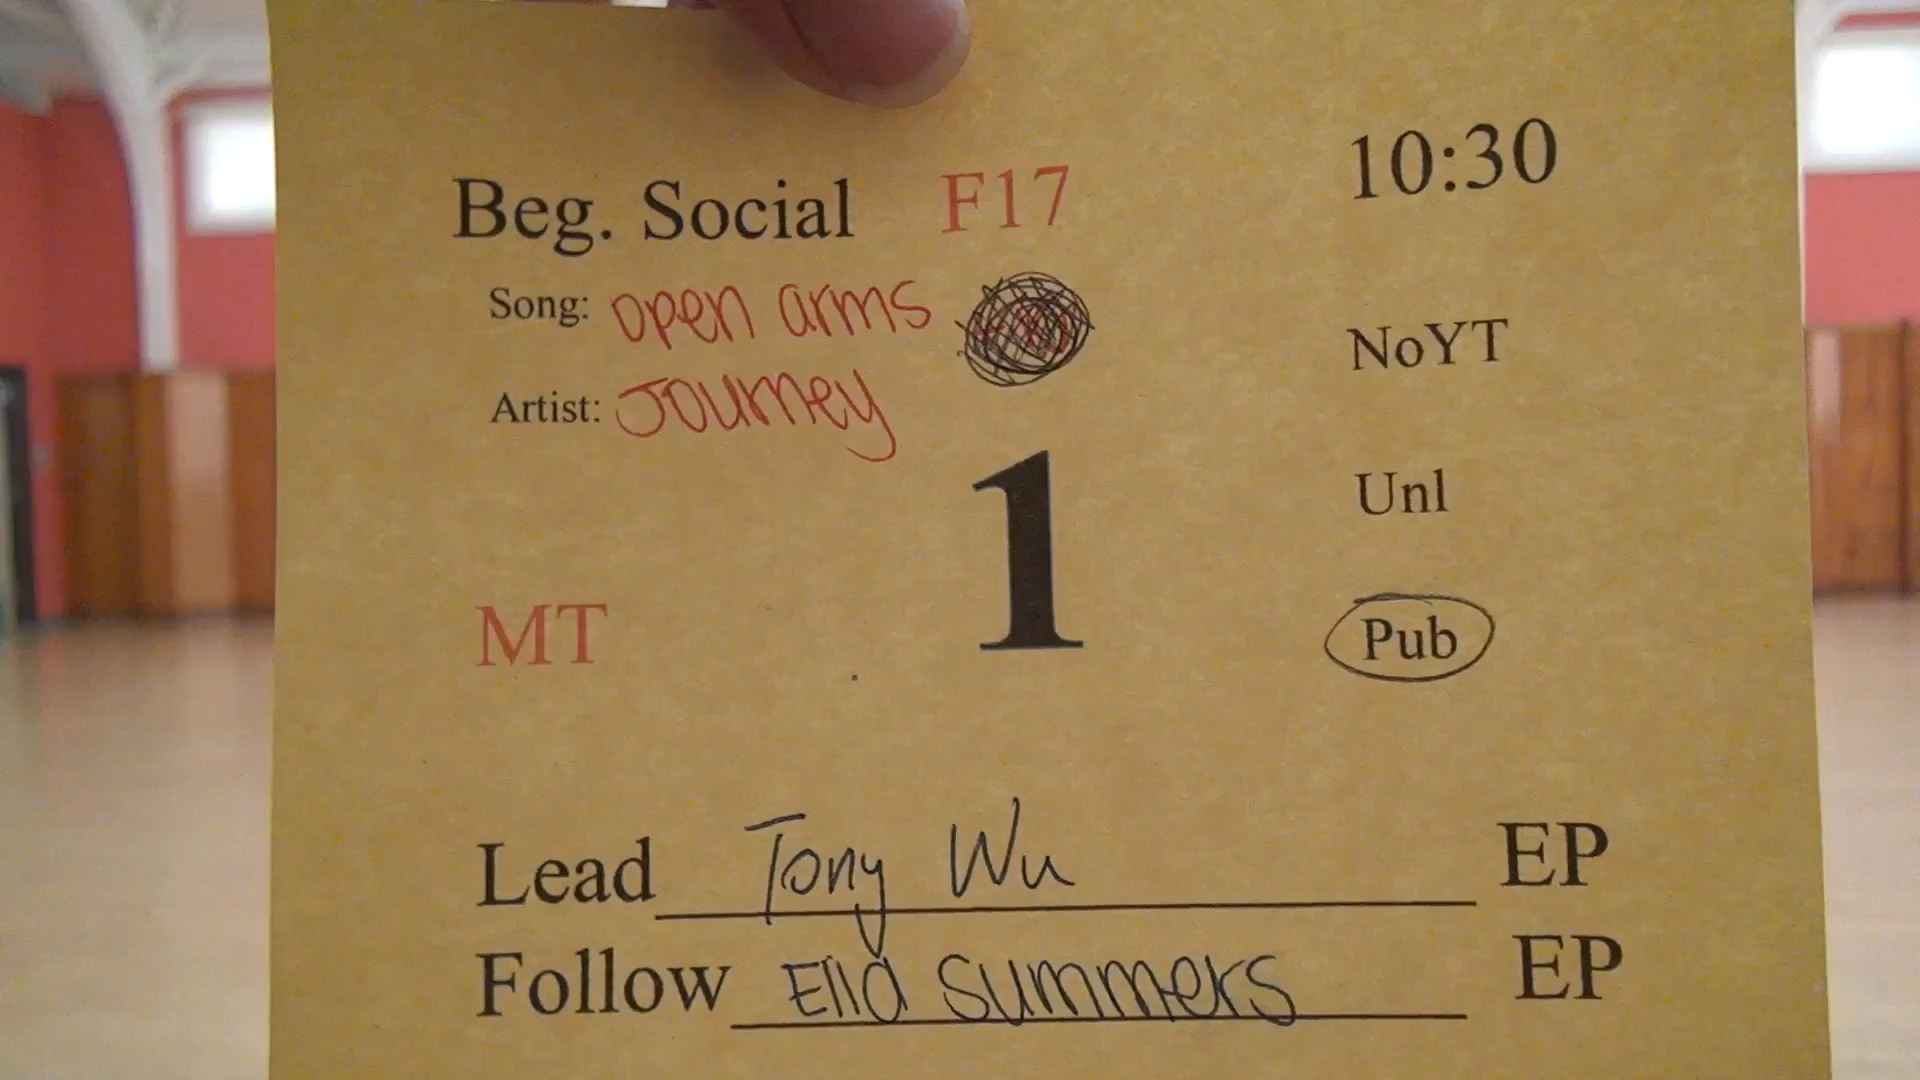 Beg. Social F17 10:30
Song: open arms
Artist: Journey
NoYT
1
Unl
MT
Pub
Lead Tony Wu EP
Follow Ella Summers EP